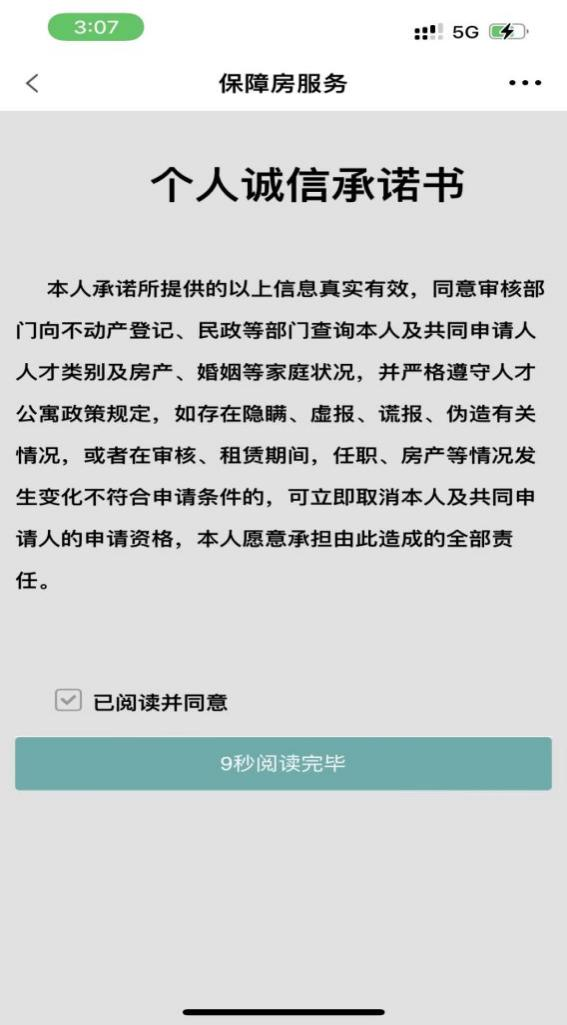 3:07
5G
保障房服务
个人诚信承诺书
本人承诺所提供的以上信息真实有效，同意审核部
门向不动产登记、民政等部门查询本人及共同申请人
人才类别及房产、婚姻等家庭状况，并严格遵守人才
公寓政策规定，如存在隐瞒、虚报、谎报、伪造有关
情况，或者在审核、租赁期间，任职、房产等情况发
生变化不符合申请条件的，可立即取消本人及共同申
请人的申请资格，本人愿意承担由此造成的全部责
任。
已阅读并同意
9秒阅读完毕